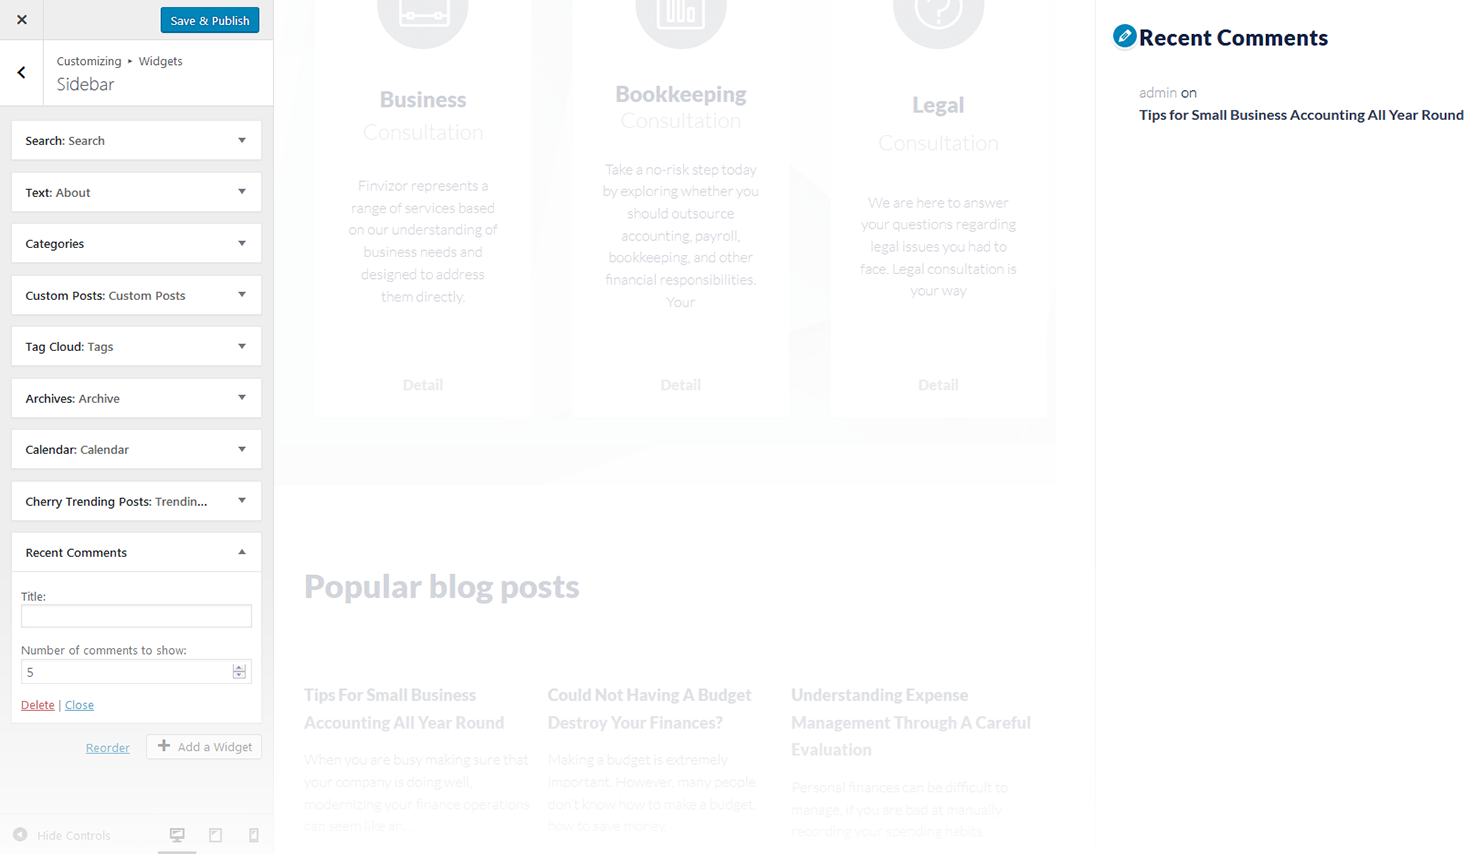 Save & Publish
Customizing ▸ Widgets
Sidebar
Search: Search
Text: About
Categories
Custom Posts: Custom Posts
Tag Cloud: Tags
Archives: Archive
Calendar: Calendar
Cherry Trending Posts: Trendin...
Recent Comments
Title:
Number of comments to show:
5
Delete | Close
Reorder
Add a Widget
Hide Controls
Business
Consultation
Finvizor represents a
range of services based
on our understanding of
business needs and
designed to address
them directly.
Detail
Bookkeeping
Consultation
Take a no-risk step today
by exploring whether you
should outsource
accounting, payroll,
bookkeeping, and other
financial responsibilities.
Your
Detail
Legal
Consultation
We are here to answer
your questions regarding
legal issues you had to
face. Legal consultation is
your way
Detail
Popular blog posts
Tips For Small Business
Accounting All Year Round
When you are busy making sure that
your company is doing well,
modernizing your finance operations
can seem like an...
Could Not Having A Budget
Destroy Your Finances?
Making a budget is extremely
important. However, many people
don't know how to make a budget,
how to save money,
Understanding Expense
Management Through A Careful
Evaluation
Personal finances can be difficult to
manage, if you are bad at manually
recording your spending habits.
Recent Comments
admin on
Tips for Small Business Accounting All Year Round